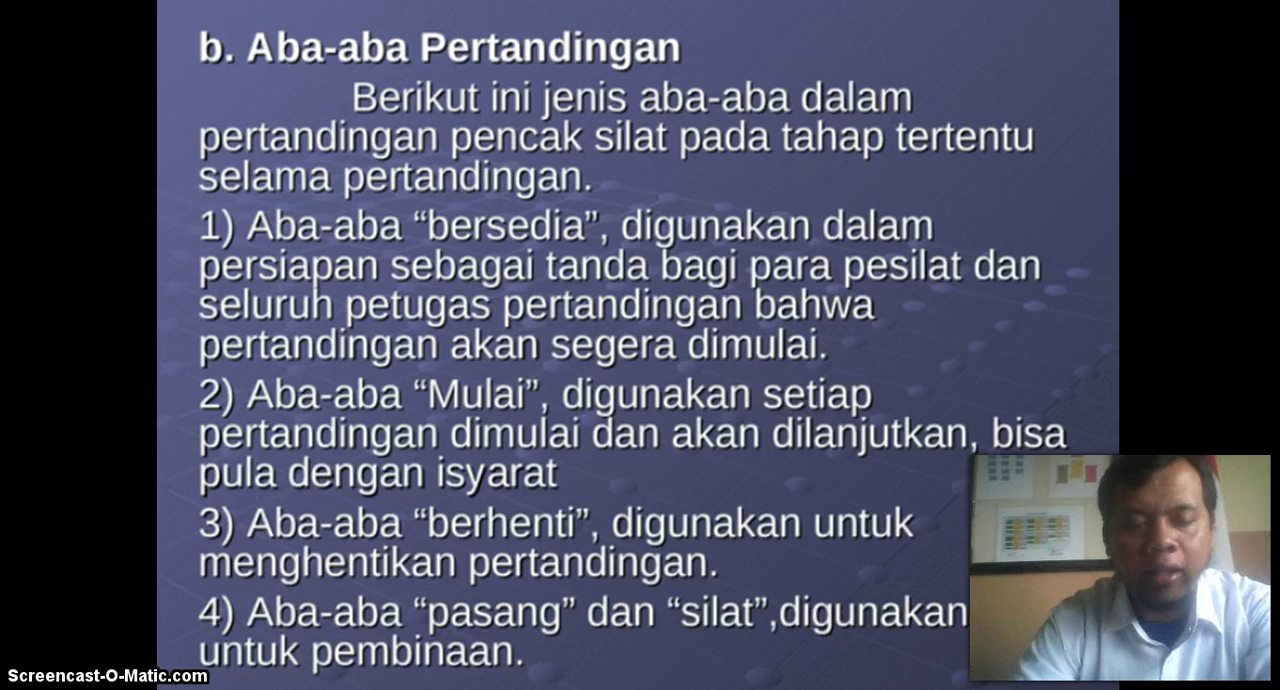 b. Aba-aba Pertandingan
Berikut ini jenis aba-aba dalam
pertandingan pencak silat pada tahap tertentu
selama pertandingan.
1) Aba-aba “bersedia”, digunakan dalam
persiapan sebagai tanda bagi para pesilat dan
seluruh petugas pertandingan bahwa
pertandingan akan segera dimulai.
2) Aba-aba “Mulai”, digunakan setiap
pertandingan dimulai dan akan dilanjutkan, bisa
pula dengan isyarat
3) Aba-aba “berhenti”, digunakan untuk
menghentikan pertandingan.
4) Aba-aba “pasang” dan “silat”,digunakan
untuk pembinaan.
Screencast-O-Matic.com